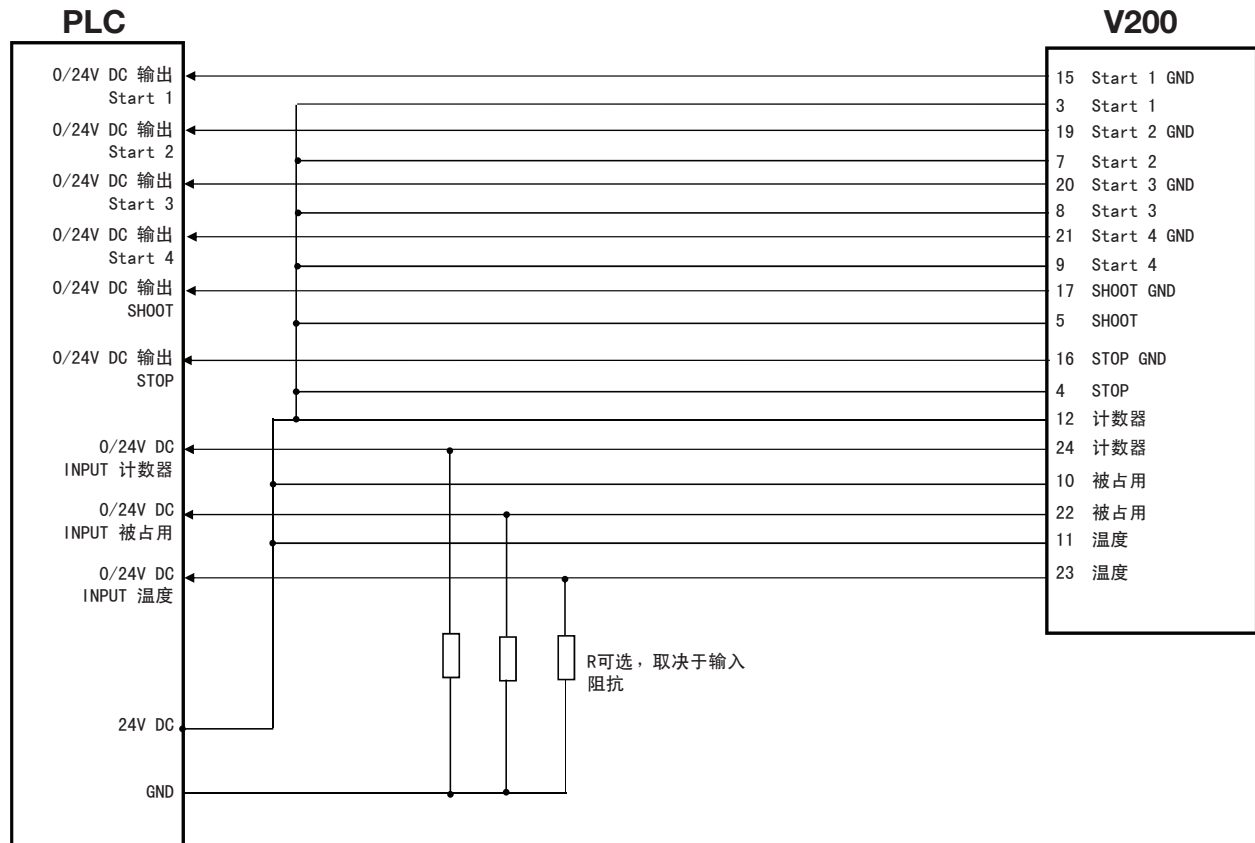 PLC
0/24V DC 输出
Start 1
0/24V DC 输出
Start 2
0/24V DC 输出
Start 3
0/24V DC 输出
Start 4
0/24V DC 输出
SHOOT
0/24V DC 输出
STOP
0/24V DC
INPUT 计数器
0/24V DC
INPUT 被占用
0/24V DC
INPUT 温度
24V DC
GND
R可选，取决于输入
阻抗
V200
15 Start 1 GND
3 Start 1
19 Start 2 GND
7 Start 2
20 Start 3 GND
8 Start 3
21 Start 4 GND
9 Start 4
17 SHOOT GND
5 SHOOT
16 STOP GND
4 STOP
12 计数器
24 计数器
10 被占用
22 被占用
11 温度
23 温度